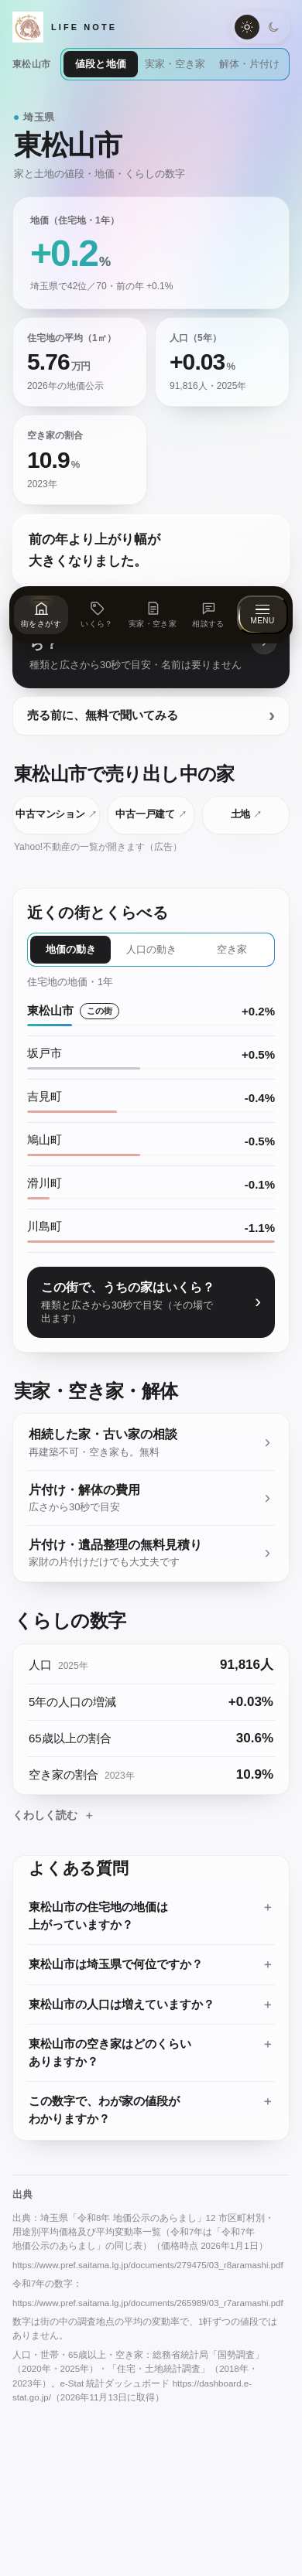 LIFE NOTE
東松山市
値段と地価
実家・空き家
解体・片付け
埼玉県
東松山市
家と土地の値段・地価・くらしの数字
地価（住宅地・1年）
+0.2%
埼玉県で42位／70・前の年 +0.1%
住宅地の平均（1㎡）
5.76万円
2026年の地価公示
人口（5年）
+0.03%
91,816人・2025年
空き家の割合
10.9%
2023年
前の年より上がり幅が
大きくなりました。
街をさがす
いくら？
実家・空き家
相談する
MENU
種類と広さから30秒で目安・名前は要りません
売る前に、無料で聞いてみる
東松山市で売り出し中の家
中古マンション ↗
中古一戸建て ↗
土地 ↗
Yahoo!不動産の一覧が開きます（広告）
近くの街とくらべる
地価の動き
人口の動き
空き家
住宅地の地価・1年
東松山市 この街 +0.2%
坂戸市 +0.5%
吉見町 -0.4%
鳩山町 -0.5%
滑川町 -0.1%
川島町 -1.1%
この街で、うちの家はいくら？
種類と広さから30秒で目安（その場で
出ます）
実家・空き家・解体
相続した家・古い家の相談
再建築不可・空き家も。無料
片付け・解体の費用
広さから30秒で目安
片付け・遺品整理の無料見積り
家財の片付けだけでも大丈夫です
くらしの数字
人口 2025年 91,816人
5年の人口の増減 +0.03%
65歳以上の割合 30.6%
空き家の割合 2023年 10.9%
くわしく読む ＋
よくある質問
東松山市の住宅地の地価は
上がっていますか？
＋
東松山市は埼玉県で何位ですか？ ＋
東松山市の人口は増えていますか？ ＋
東松山市の空き家はどのくらい
ありますか？
＋
この数字で、わが家の値段が
わかりますか？
＋
出典
出典：埼玉県「令和8年 地価公示のあらまし」12 市区町村別・
用途別平均価格及び平均変動率一覧（令和7年は「令和7年
地価公示のあらまし」の同じ表）（価格時点 2026年1月1日）
https://www.pref.saitama.lg.jp/documents/279475/03_r8aramashi.pdf
令和7年の数字：
https://www.pref.saitama.lg.jp/documents/265989/03_r7aramashi.pdf
数字は街の中の調査地点の平均の変動率で、1軒ずつの値段では
ありません。
人口・世帯・65歳以上・空き家：総務省統計局「国勢調査」
（2020年・2025年）・「住宅・土地統計調査」（2018年・
2023年）、e-Stat 統計ダッシュボード https://dashboard.e-
stat.go.jp/（2026年11月13日に取得）